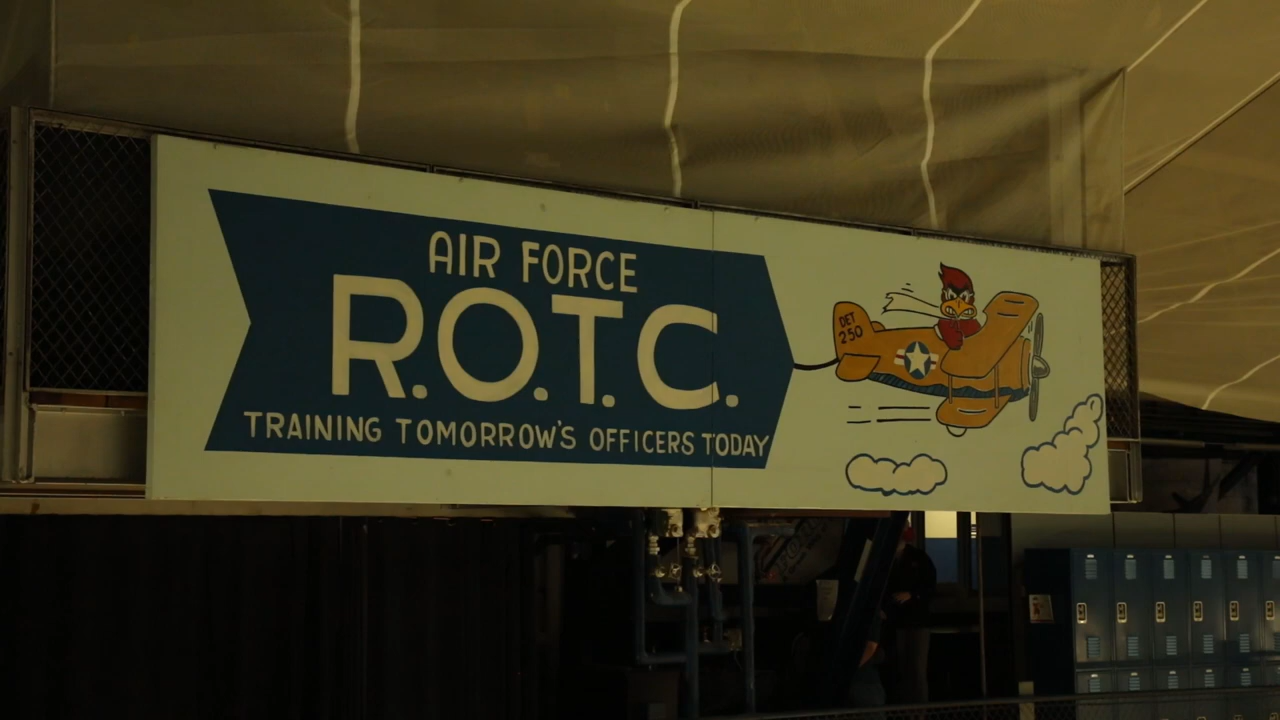 AIR FORCE
R.O.T.C.
TRAINING TOMORROW'S OFFICERS TODAY
DET
250